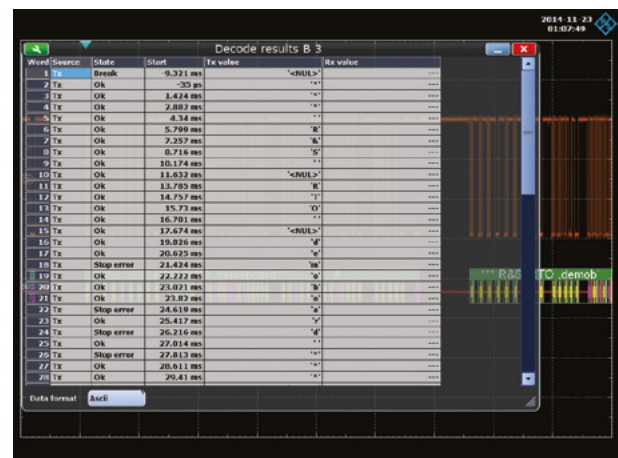 2014-11-23
01:07:49
Decode results B 3
Word Source State Start Tx value Rx value
1 Tx Break -9.321 ms '<NUL>' ---
2 Tx Ok -35 µs '*' ---
3 Tx Ok 1.424 ms '*' ---
4 Tx Ok 2.882 ms '*' ---
5 Tx Ok 4.34 ms ' ' ---
6 Tx Ok 5.799 ms 'R' ---
7 Tx Ok 7.257 ms '&' ---
8 Tx Ok 8.716 ms 'S' ---
9 Tx Ok 10.174 ms ' ' ---
10 Tx Ok 11.632 ms '<NUL>' ---
11 Tx Ok 13.785 ms 'R' ---
12 Tx Ok 14.757 ms 'T' ---
13 Tx Ok 15.73 ms 'O' ---
14 Tx Ok 16.701 ms ' ' ---
15 Tx Ok 17.674 ms '<NUL>' ---
16 Tx Ok 19.826 ms 'd' ---
17 Tx Ok 20.625 ms 'e' ---
18 Tx Stop error 21.424 ms 'm' ---
19 Tx Ok 22.222 ms 'o' ---
20 Tx Ok 23.021 ms 'b' ---
21 Tx Ok 23.82 ms 'o' ---
22 Tx Stop error 24.619 ms 'a' ---
23 Tx Ok 25.417 ms 'r' ---
24 Tx Stop error 26.216 ms 'd' ---
25 Tx Ok 27.014 ms ' ' ---
26 Tx Stop error 27.813 ms '*' ---
27 Tx Ok 28.611 ms '*' ---
28 Tx Ok 29.41 ms '*' ---
*** R&S
.demob
Data format Ascii